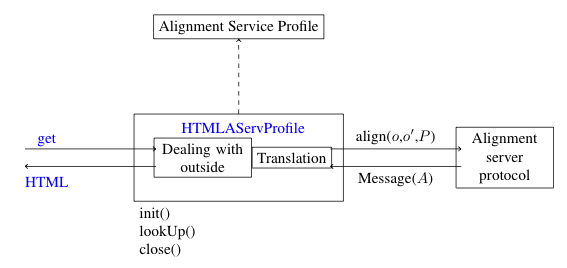 Alignment Service Profile
HTMLAServProfile
get
HTML
Dealing with
outside
Translation
align(o,o′,P)
Message(A)
Alignment
server
protocol
init()
lookUp()
close()